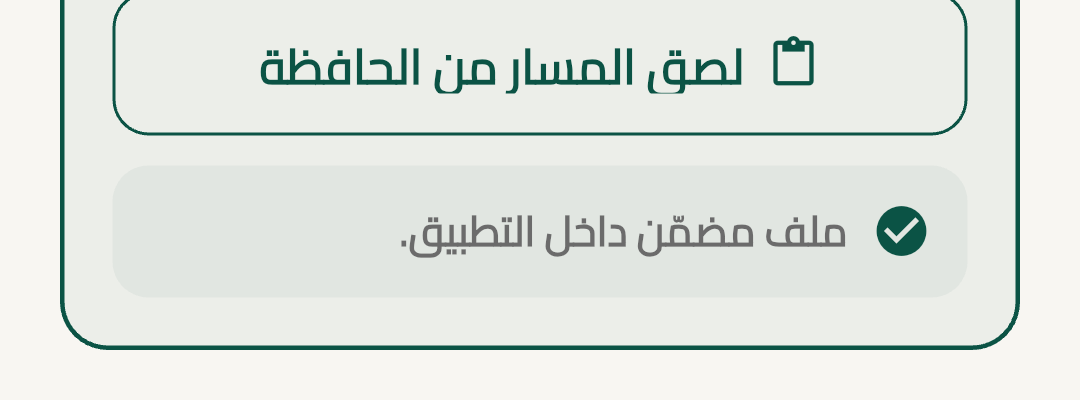 لصق المسار من الحافظة
ملف مضمّن داخل التطبيق.